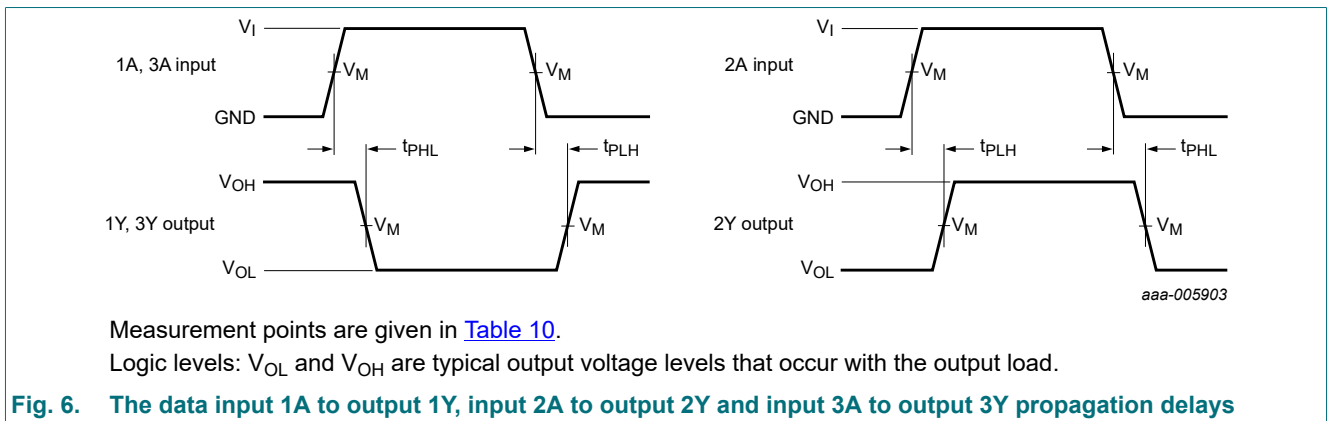 V_I
1A, 3A input
V_M
V_M
GND
t_PHL
t_PLH
V_OH
1Y, 3Y output
V_M
V_M
V_OL
V_I
2A input
V_M
V_M
GND
t_PLH
t_PHL
V_OH
2Y output
V_M
V_M
V_OL
aaa-005903
Measurement points are given in Table 10.
Logic levels: V_OL and V_OH are typical output voltage levels that occur with the output load.
Fig. 6. The data input 1A to output 1Y, input 2A to output 2Y and input 3A to output 3Y propagation delays